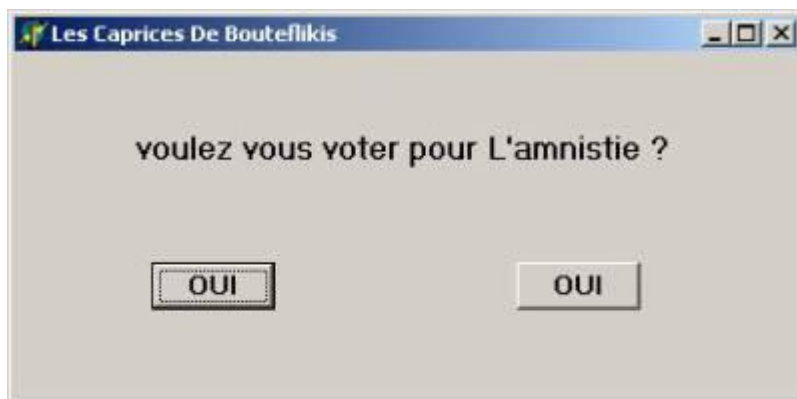 Les Caprices De Bouteflikis
voulez vous voter pour L'amnistie ?
OUI
OUI